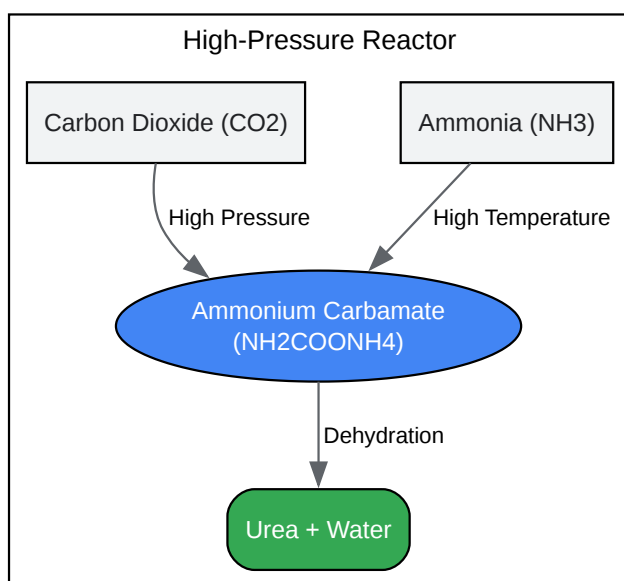 High-Pressure Reactor
Carbon Dioxide (CO2)
Ammonia (NH3)
High Pressure
High Temperature
Ammonium Carbamate
(NH2COONH4)
Dehydration
Urea + Water